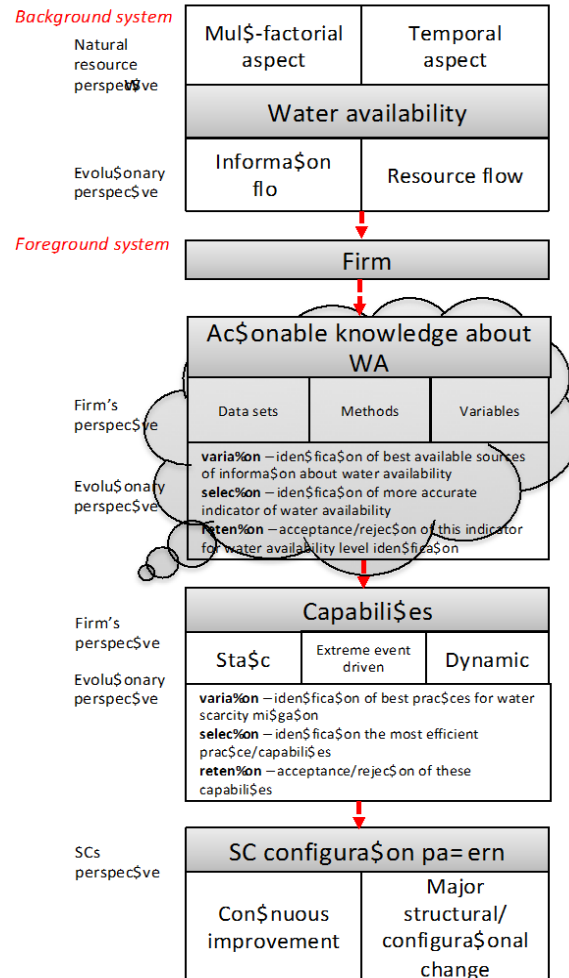 Background system
Natural
resource
perspec$ve
Mul$-factorial
aspect
Temporal
aspect
Water availability
Evolu$onary
perspec$ve
Informa$on
flo
Resource flow
Foreground system
Firm
Ac$onable knowledge about
WA
Firm's
perspec$ve
Data sets
Methods
Variables
Evolu$onary
perspec$ve
varia%on – iden$fica$on of best available sources
of informa$on about water availability
selec%on – iden$fica$on of more accurate
indicator of water availability
reten%on – acceptance/rejec$on of this indicator
for water availability level iden$fica$on
Capabili$es
Firm's
perspec$ve
Sta$c
Extreme event
driven
Dynamic
Evolu$onary
perspec$ve
varia%on – iden$fica$on of best prac$ces for water
scarcity mi$ga$on
selec%on – iden$fica$on the most efficient
prac$ce/capabili$es
reten%on – acceptance/rejec$on of these
capabili$es
SCs
perspec$ve
SC configura$on pa=ern
Con$nuous
improvement
Major
structural/
configura$onal
change